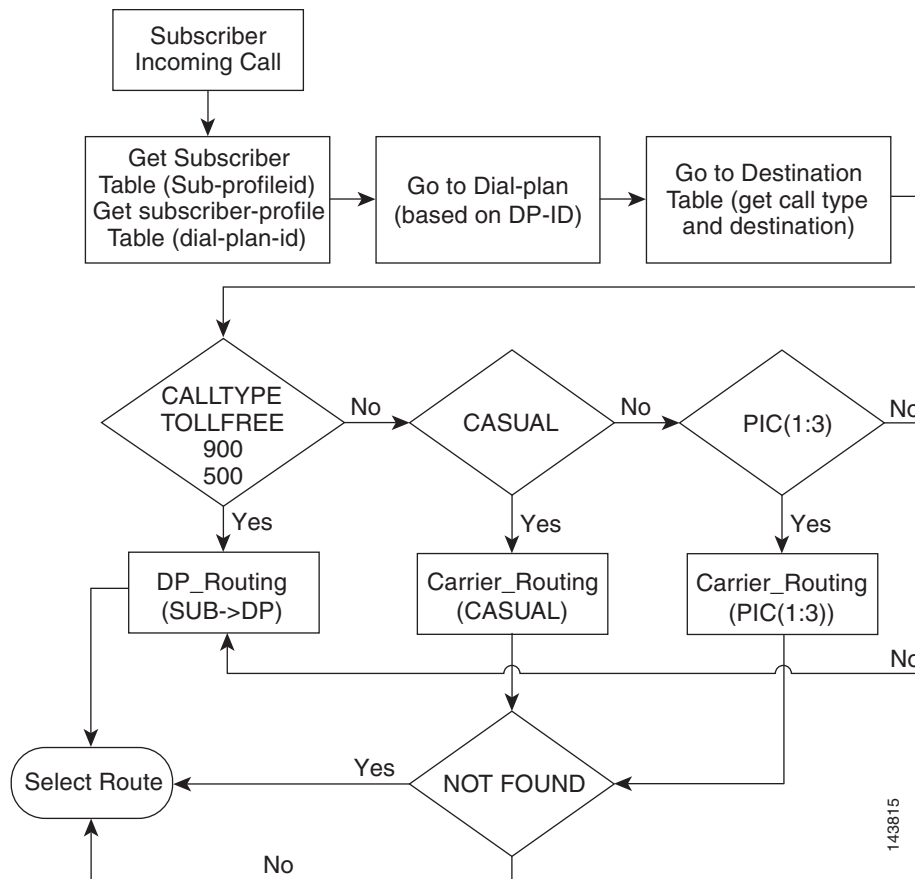 Subscriber
Incoming Call
Get Subscriber
Table (Sub-profileid)
Get subscriber-profile
Table (dial-plan-id)
Go to Dial-plan
(based on DP-ID)
Go to Destination
Table (get call type
and destination)
CALLTYPE
TOLLFREE
900
500
No
CASUAL
No
PIC(1:3)
No
Yes
Yes
Yes
DP_Routing
(SUB->DP)
Carrier_Routing
(CASUAL)
Carrier_Routing
(PIC(1:3))
No
Select Route
Yes
NOT FOUND
No
143815